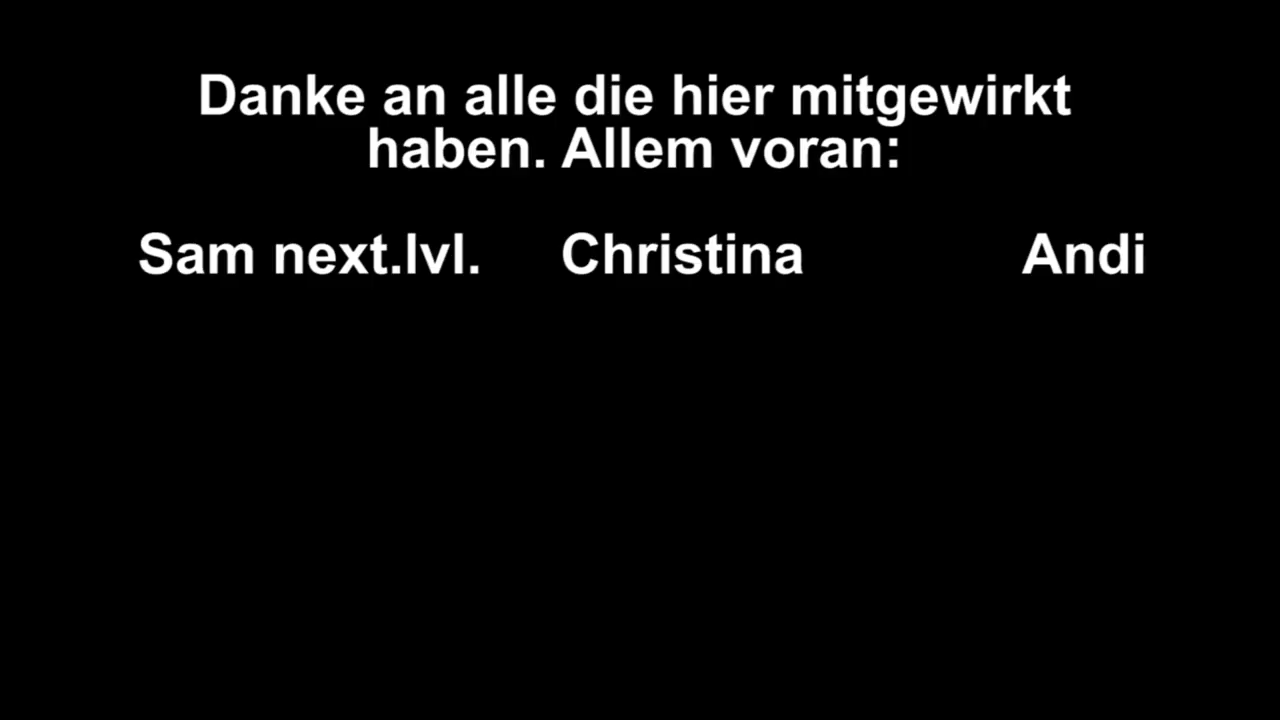 Danke an alle die hier mitgewirkt
haben. Allem voran:
Sam next.lvl. Christina Andi